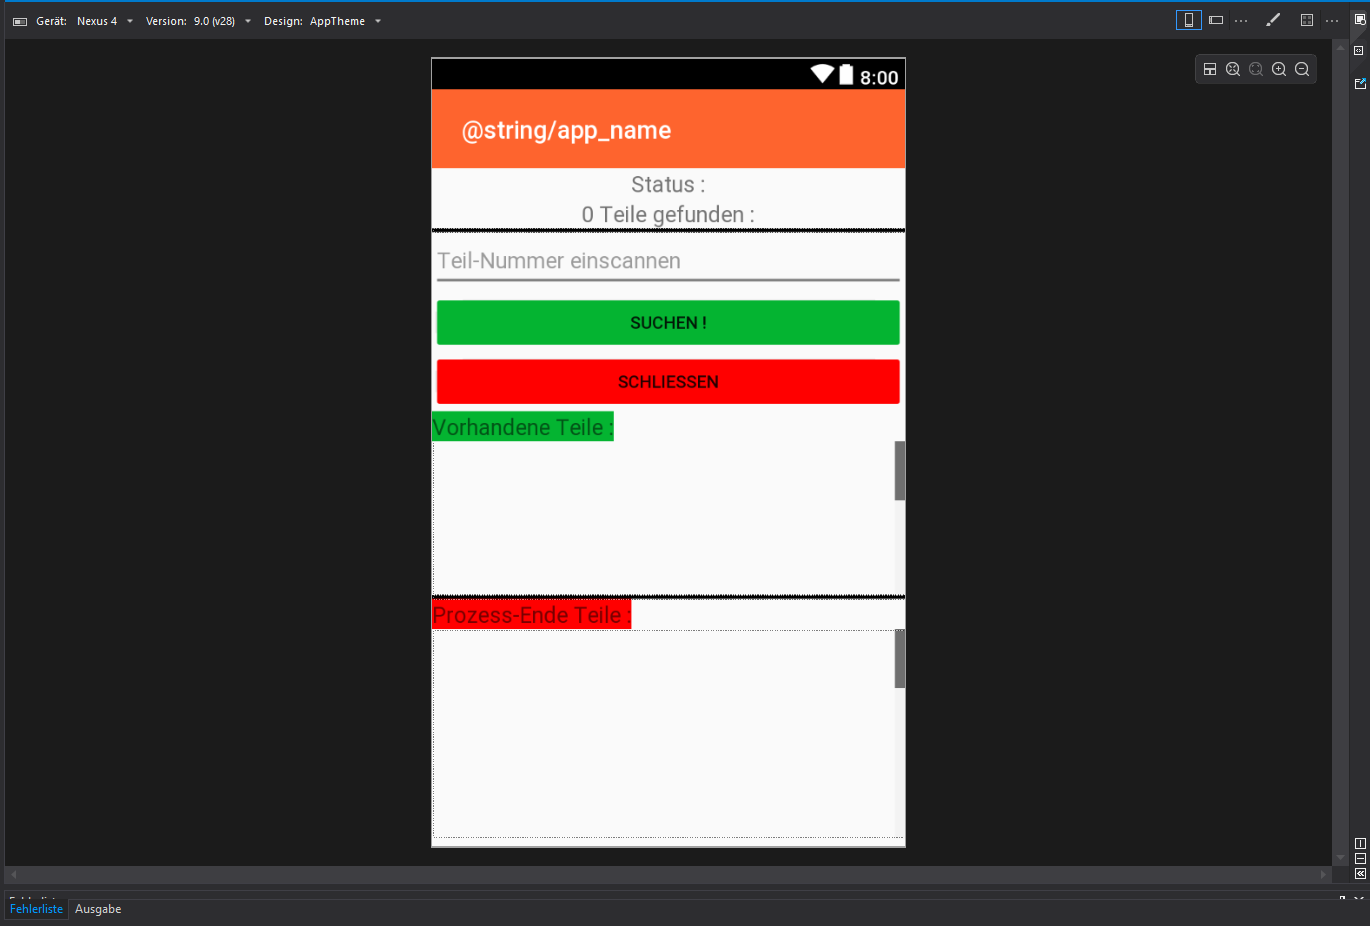 Gerät: Nexus 4 Version: 9.0 (v28) Design: AppTheme
8:00
@string/app_name
Status :
0 Teile gefunden :
Teil-Nummer einscannen
SUCHEN !
SCHLIESSEN
Vorhandene Teile :
Prozess-Ende Teile :
Fehlerliste Ausgabe